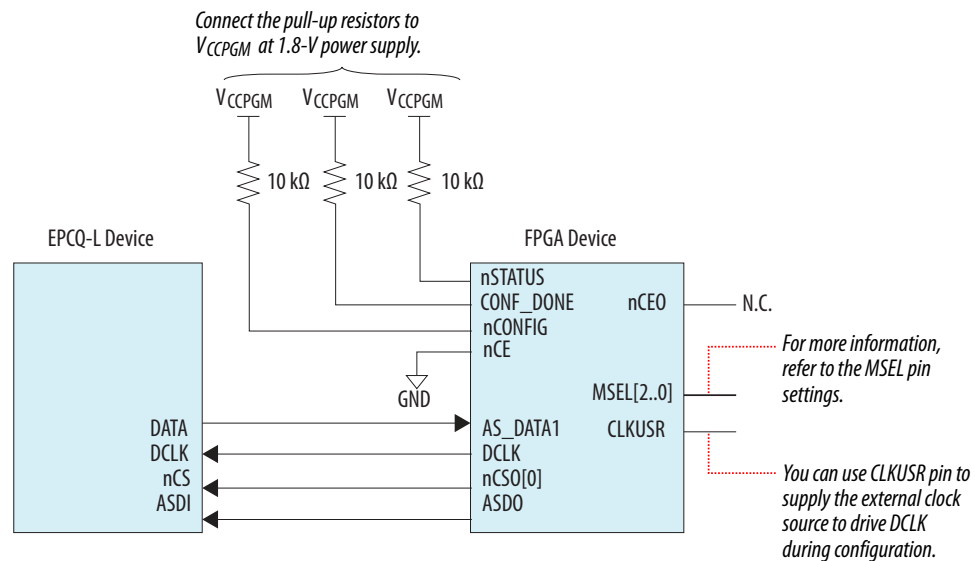 Connect the pull-up resistors to
VCCPGM at 1.8-V power supply.
VCCPGM VCCPGM VCCPGM
10 kΩ 10 kΩ 10 kΩ
EPCQ-L Device
FPGA Device
nSTATUS
CONF_DONE
nCONFIG
nCE
GND
nCEO
N.C.
For more information,
refer to the MSEL pin
settings.
MSEL[2..0]
CLKUSR
DATA
DCLK
nCS
ASDI
AS_DATA1
DCLK
nCSO[0]
ASDO
You can use CLKUSR pin to
supply the external clock
source to drive DCLK
during configuration.